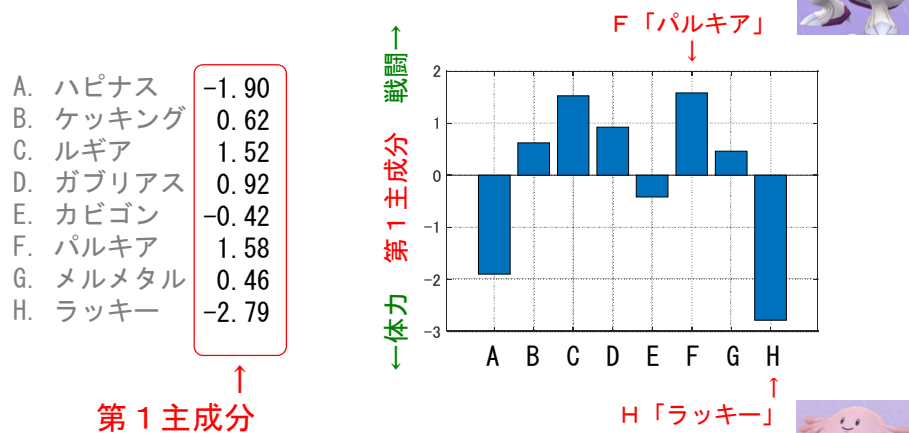 A. ハピナス -1.90
B. ケッキング 0.62
C. ルギア 1.52
D. ガブリアス 0.92
E. カビゴン -0.42
F. パルキア 1.58
G. メルメタル 0.46
H. ラッキー -2.79
↑
第1主成分
F「パルキア」
↓
←体力 第1主成分 戦闘→
2
1
0
-1
-2
-3
A B C D E F G H
↑
H「ラッキー」